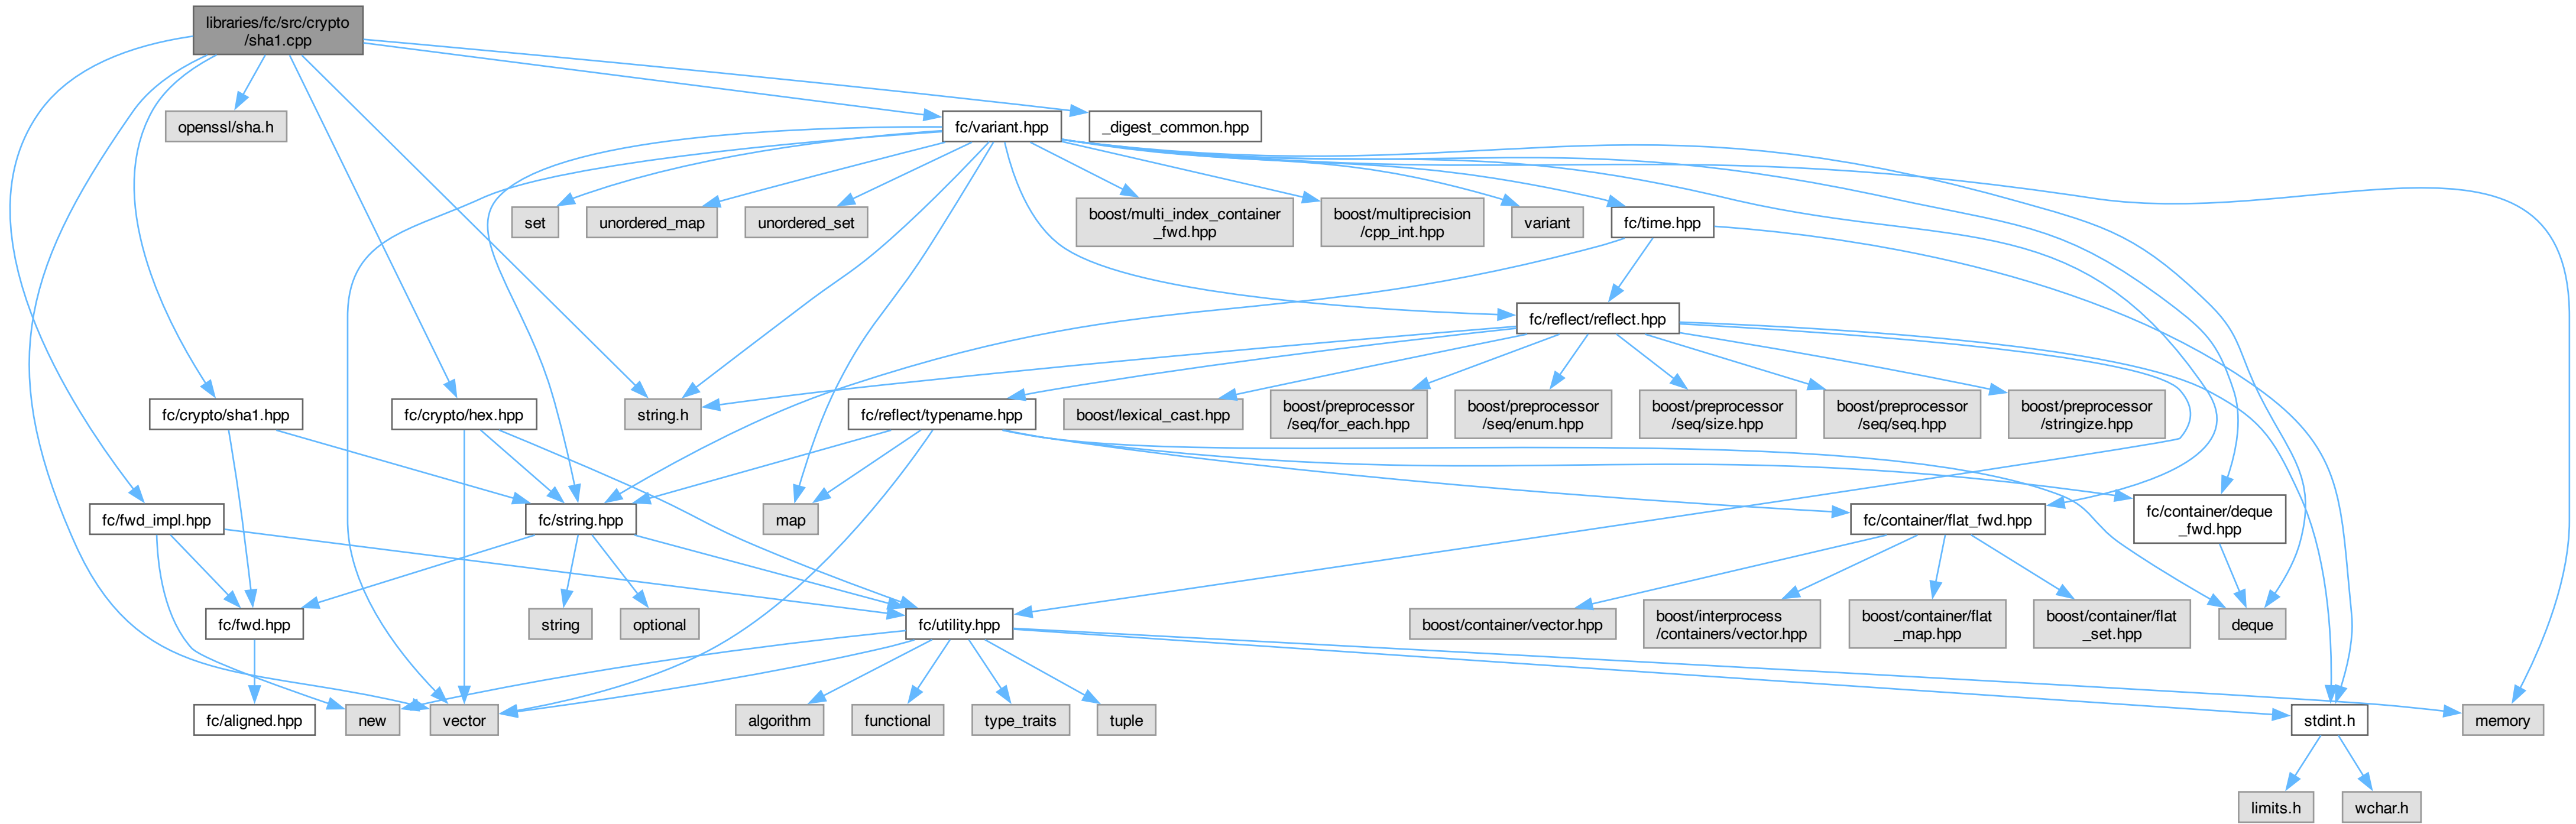 libraries/fc/src/crypto
/sha1.cpp
openssl/sha.h
fc/variant.hpp
_digest_common.hpp
set
unordered_map
unordered_set
boost/multi_index_container
_fwd.hpp
boost/multiprecision
/cpp_int.hpp
variant
fc/time.hpp
fc/reflect/reflect.hpp
fc/crypto/sha1.hpp
fc/crypto/hex.hpp
string.h
fc/reflect/typename.hpp
boost/lexical_cast.hpp
boost/preprocessor
/seq/for_each.hpp
boost/preprocessor
/seq/enum.hpp
boost/preprocessor
/seq/size.hpp
boost/preprocessor
/seq/seq.hpp
boost/preprocessor
/stringize.hpp
fc/fwd_impl.hpp
fc/string.hpp
map
fc/container/flat_fwd.hpp
fc/container/deque
_fwd.hpp
fc/fwd.hpp
string
optional
fc/utility.hpp
boost/container/vector.hpp
boost/interprocess
/containers/vector.hpp
boost/container/flat
_map.hpp
boost/container/flat
_set.hpp
deque
fc/aligned.hpp
new
vector
algorithm
functional
type_traits
tuple
stdint.h
memory
limits.h
wchar.h